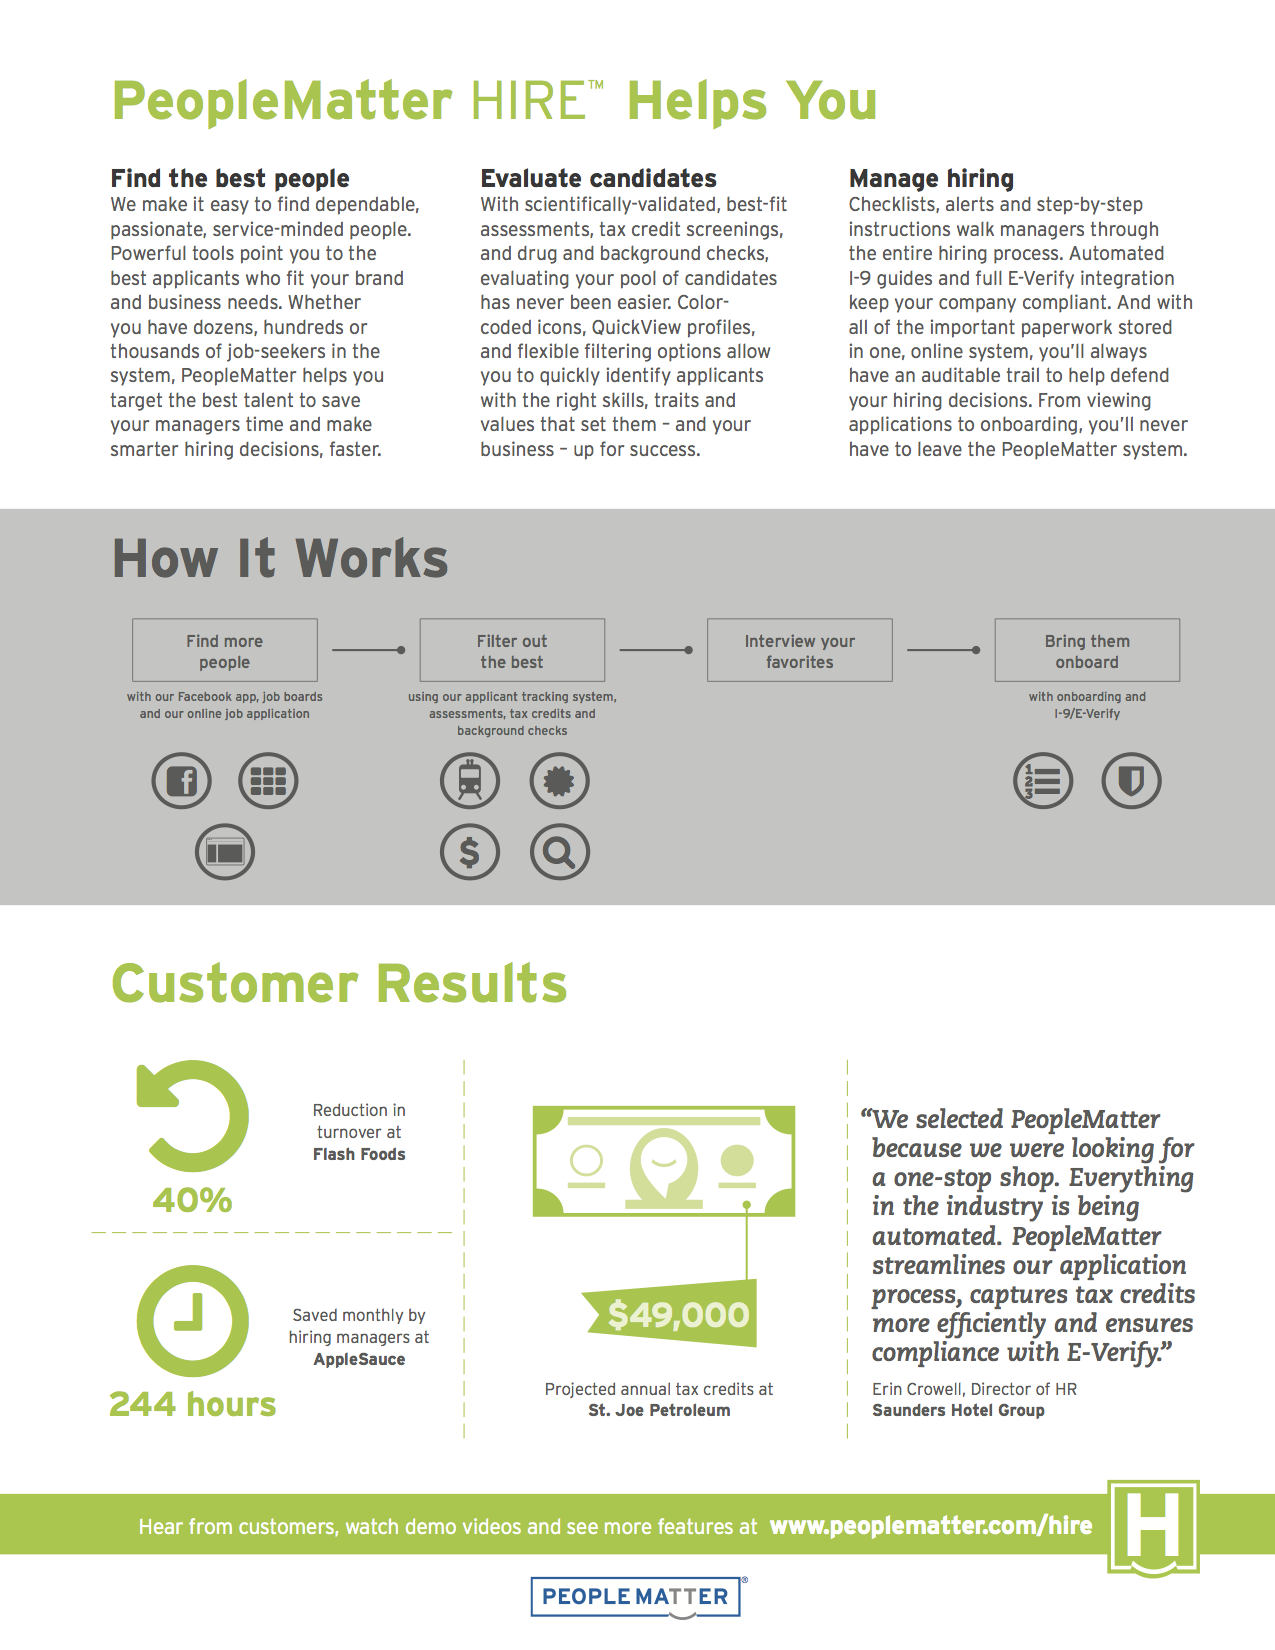 PeopleMatter HIRE™ Helps You
Find the best people
We make it easy to find dependable,
passionate, service-minded people.
Powerful tools point you to the
best applicants who fit your brand
and business needs. Whether
you have dozens, hundreds or
thousands of job-seekers in the
system, PeopleMatter helps you
target the best talent to save
your managers time and make
smarter hiring decisions, faster.
Evaluate candidates
With scientifically-validated, best-fit
assessments, tax credit screenings,
and drug and background checks,
evaluating your pool of candidates
has never been easier. Color-
coded icons, QuickView profiles,
and flexible filtering options allow
you to quickly identify applicants
with the right skills, traits and
values that set them – and your
business – up for success.
Manage hiring
Checklists, alerts and step-by-step
instructions walk managers through
the entire hiring process. Automated
I-9 guides and full E-Verify integration
keep your company compliant. And with
all of the important paperwork stored
in one, online system, you’ll always
have an auditable trail to help defend
your hiring decisions. From viewing
applications to onboarding, you’ll never
have to leave the PeopleMatter system.
How It Works
Find more
people
with our Facebook app, job boards
and our online job application
f
Filter out
the best
using our applicant tracking system,
assessments, tax credits and
background checks
$
Interview your
favorites
Bring them
onboard
with onboarding and
I-9/E-Verify
1
2
3
Customer Results
40%
Reduction in
turnover at
Flash Foods
244 hours
Saved monthly by
hiring managers at
AppleSauce
$49,000
Projected annual tax credits at
St. Joe Petroleum
“We selected PeopleMatter
because we were looking for
a one-stop shop. Everything
in the industry is being
automated. PeopleMatter
streamlines our application
process, captures tax credits
more efficiently and ensures
compliance with E-Verify.”
Erin Crowell, Director of HR
Saunders Hotel Group
Hear from customers, watch demo videos and see more features at www.peoplematter.com/hire
H
PEOPLEMATTER®